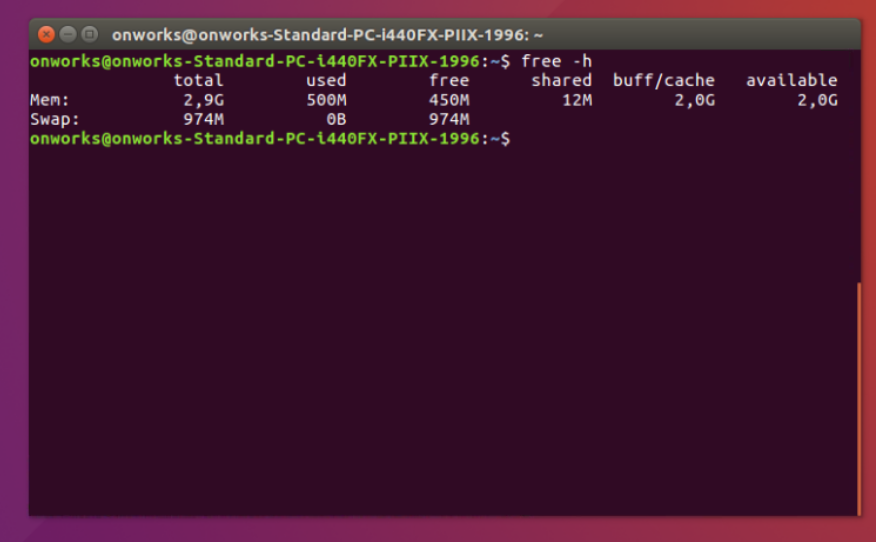 onworks@onworks-Standard-PC-i440FX-PIIX-1996: ~
onworks@onworks-Standard-PC-i440FX-PIIX-1996:~$ free -h
total used free shared buff/cache available
Mem: 2,9G 500M 450M 12M 2,0G 2,0G
Swap: 974M 0B 974M
onworks@onworks-Standard-PC-i440FX-PIIX-1996:~$